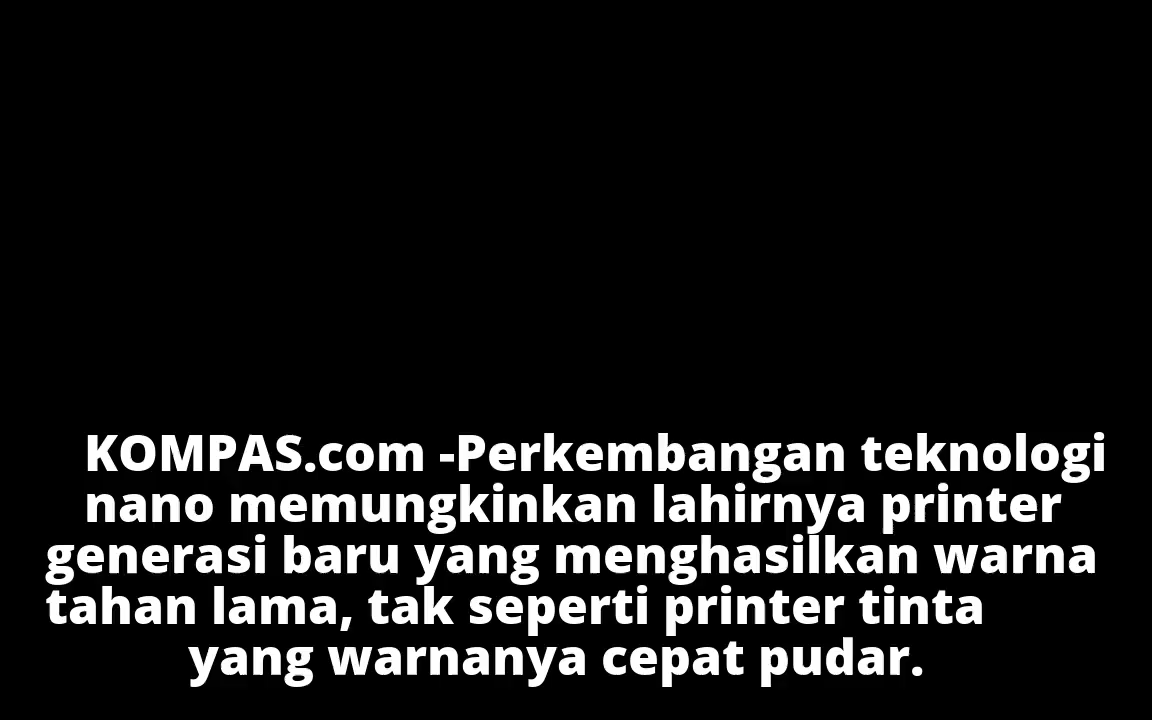 KOMPAS.com -Perkembangan teknologi
nano memungkinkan lahirnya printer
generasi baru yang menghasilkan warna
tahan lama, tak seperti printer tinta
yang warnanya cepat pudar.